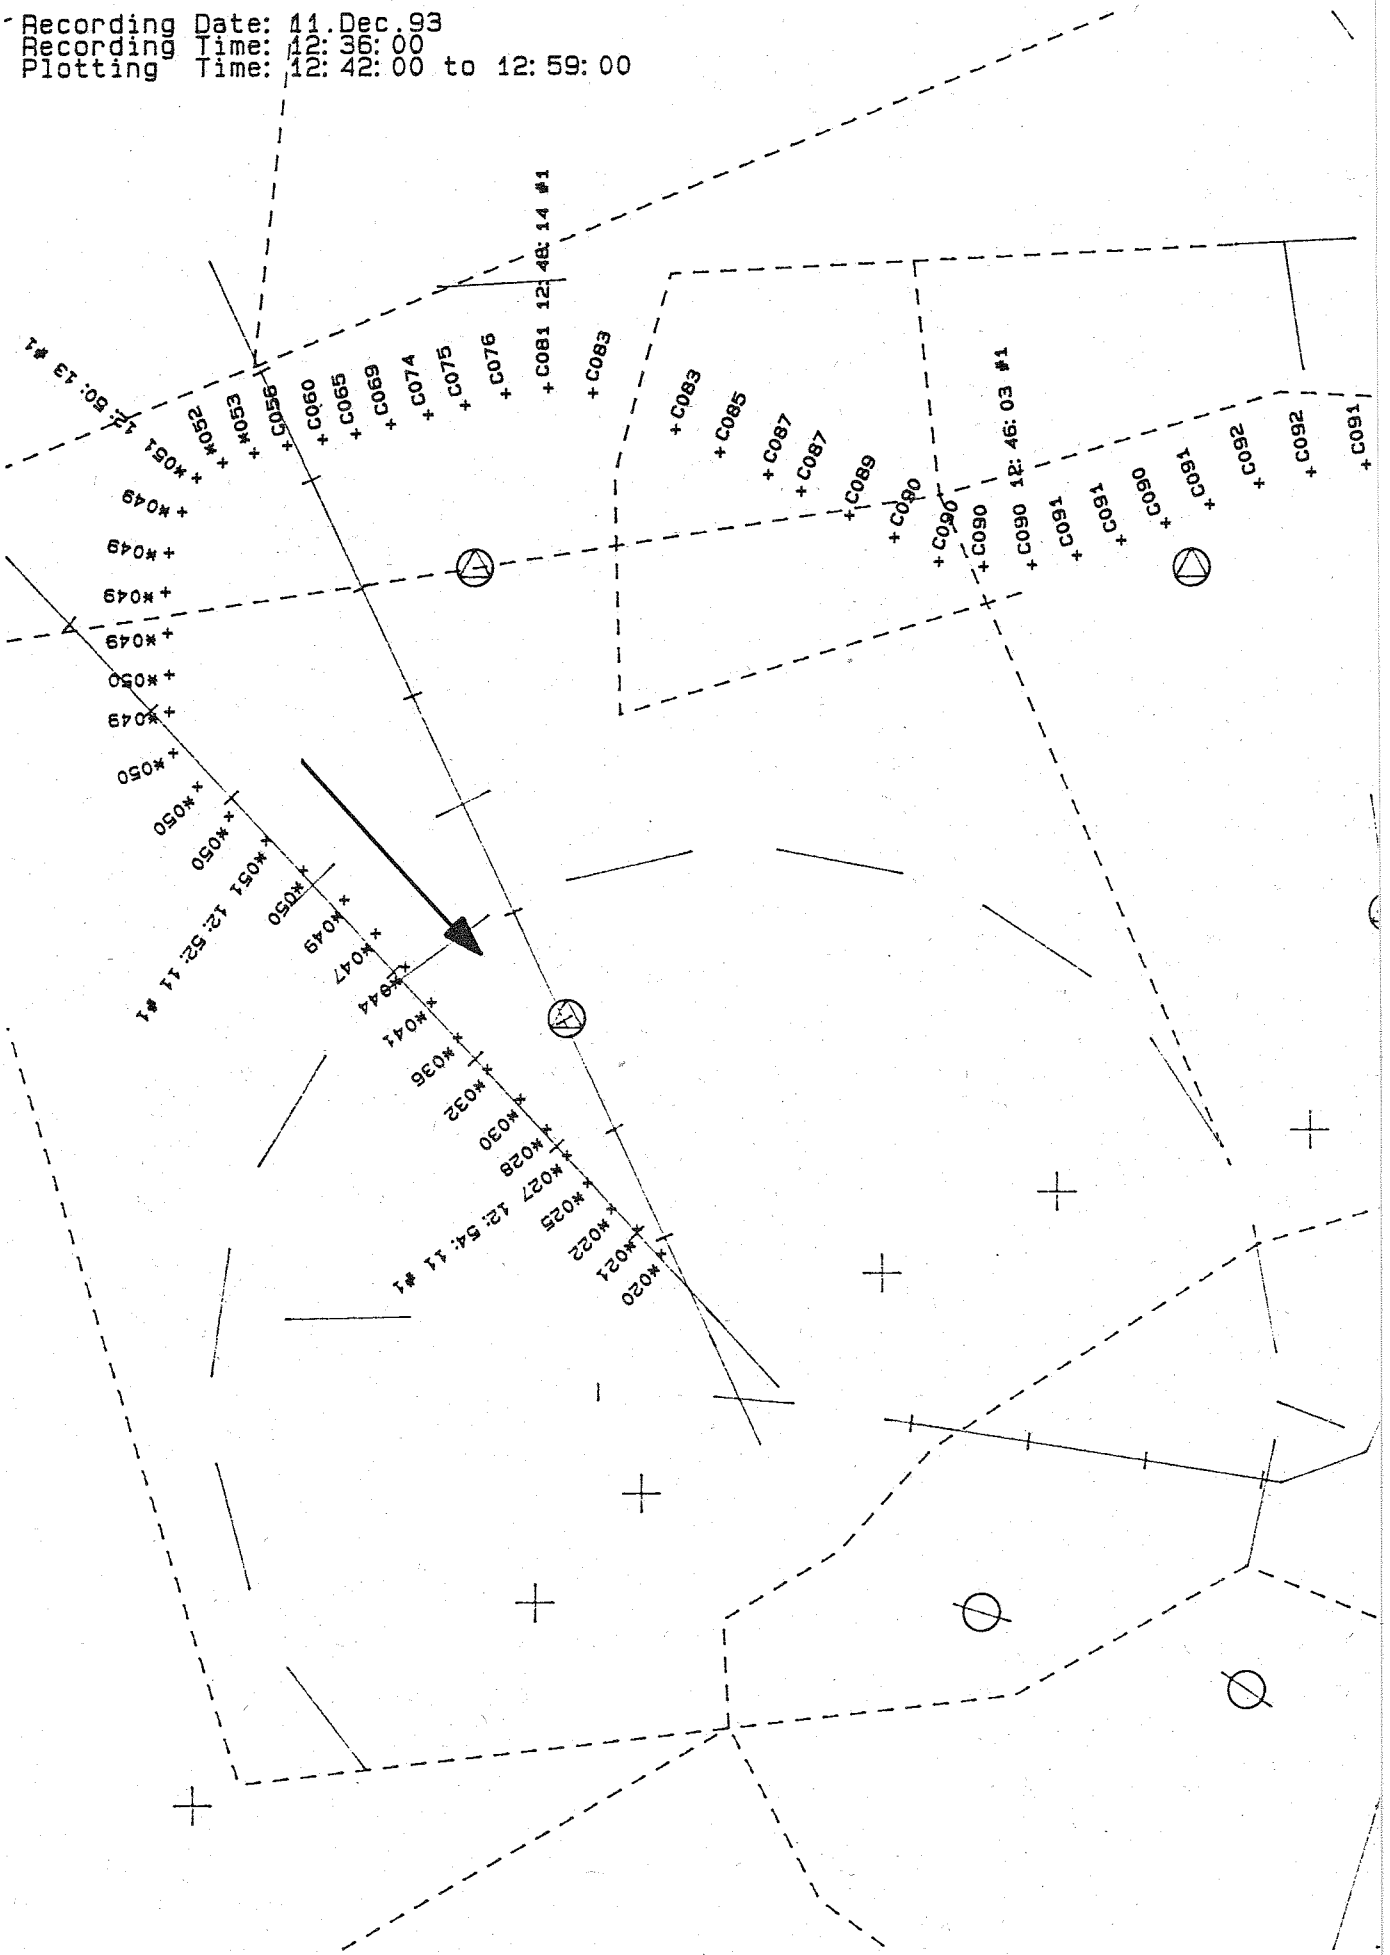 Recording Date: 11.Dec.93
Recording Time: 12:36:00
Plotting Time: 12:42:00 to 12:59:00
+C091
+C092
+C092
+C091
+C090
+C091
+C091
+C090 12:46:03 #1
+C090
+C090
+C090
+C089
+C087
+C087
+C085
+C083
+C083
+C081 12:48:14 #1
+C076
+C075
+C074
+C069
+C065
+C060
+C056
+*053
+*052
+*051 12:50:13 #1
+*049
+*049
+*049
+*049
+*050
+*049
+*050
+*050
+*050
+*051 12:52:11 #1
+*050
+*049
+*047
+*044
+*041
+*036
+*032
+*030
+*028
+*027 12:54:11 #1
+*025
+*022
+*021
+*020